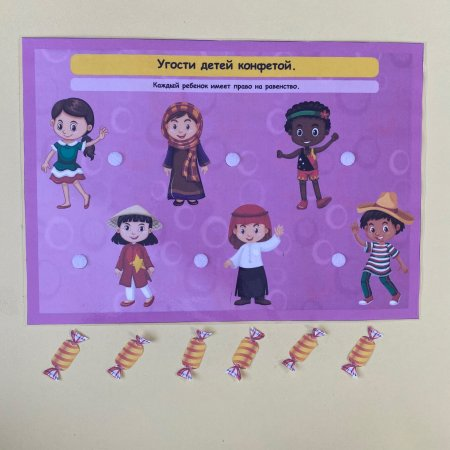 Угости детей конфетой.
Каждый ребенок имеет право на равенство.